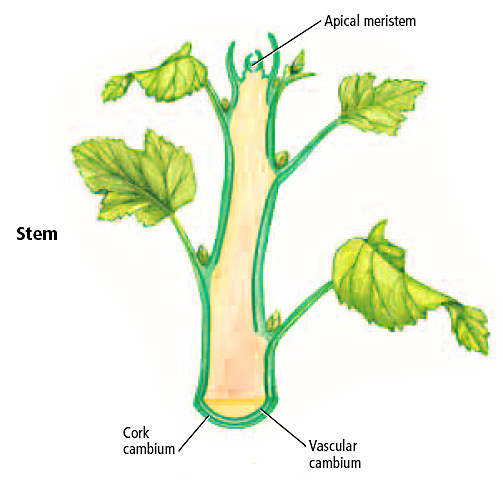 Apical meristem
Stem
Cork
cambium
Vascular
cambium